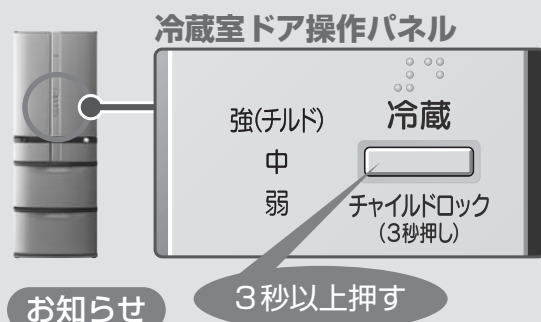 冷蔵室ドア操作パネル
強(チルド)
中
弱
冷蔵
チャイルドロック
(3秒押し)
3秒以上押す
お知らせ